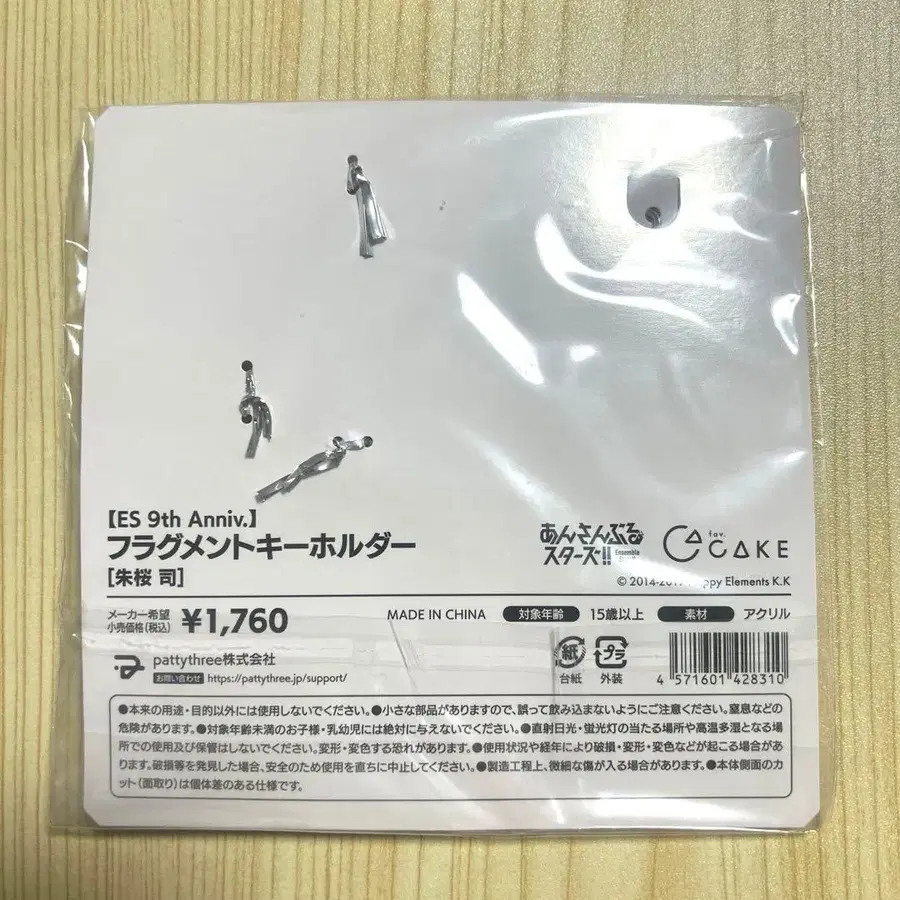 【ES 9th Anniv.】
フラグメントキーホルダー
[朱桜 司]
あんさんぶる
スターズ!!
Ensemble
fav.
CAKE
© 2014-20 Happy Elements K.K
メーカー希望
小売価格(税込) ¥1,760
MADE IN CHINA 対象年齢 15歳以上 素材 アクリル
pattythree株式会社
お問い合わせ https://pattythree.jp/support/
紙 プラ
台紙 外装
4 571601 428310
●本来の用途・目的以外には使用しないでください。●小さな部品がありますので、誤って飲み込まないようにご注意ください。窒息などの
危険があります。●対象年齢未満のお子様・乳幼児には絶対に与えないでください。●直射日光・蛍光灯の当たる場所や高温多湿となる場
所での使用及び保管はしないでください。変形・変色する恐れがあります。●使用状況や経年により破損・変形・変色などが起こる場合があ
ります。破損等を発見した場合、安全のため使用を直ちに中止してください。●製造工程上、微細な傷が入る場合があります。●本体側面のカ
ット(面取り)は個体差のある仕様です。